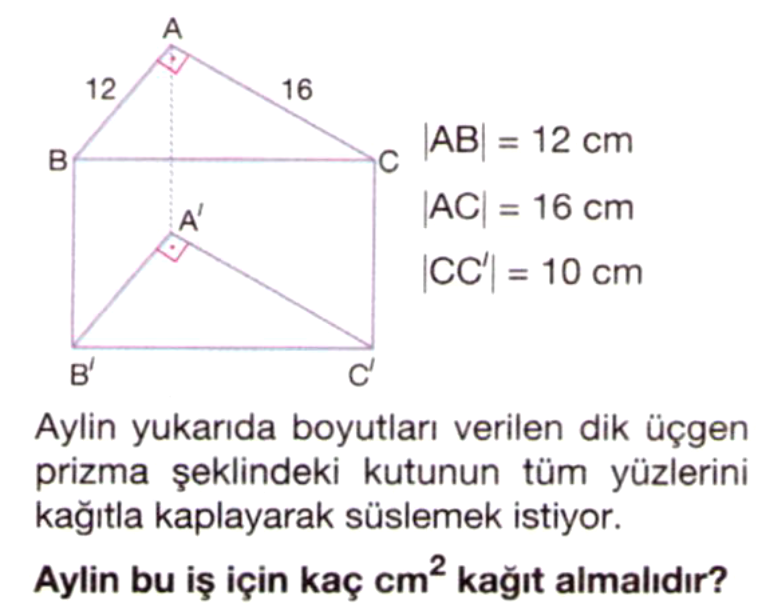 A
12
16
B
C
|AB| = 12 cm
|AC| = 16 cm
|CC'| = 10 cm
A'
B'
C'
Aylin yukarıda boyutları verilen dik üçgen
prizma şeklindeki kutunun tüm yüzlerini
kağıtla kaplayarak süslemek istiyor.
Aylin bu iş için kaç cm² kağıt almalıdır?